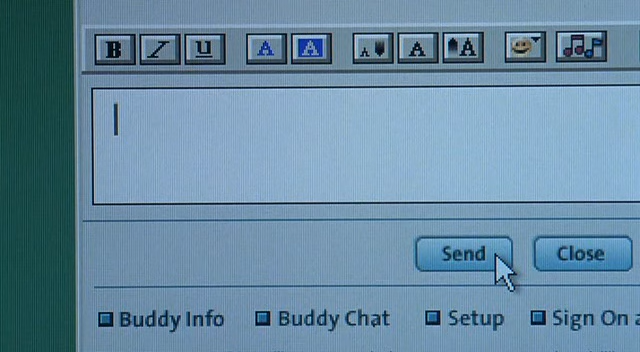 B I U A A A A A
Send Close
Buddy Info Buddy Chat Setup Sign On a